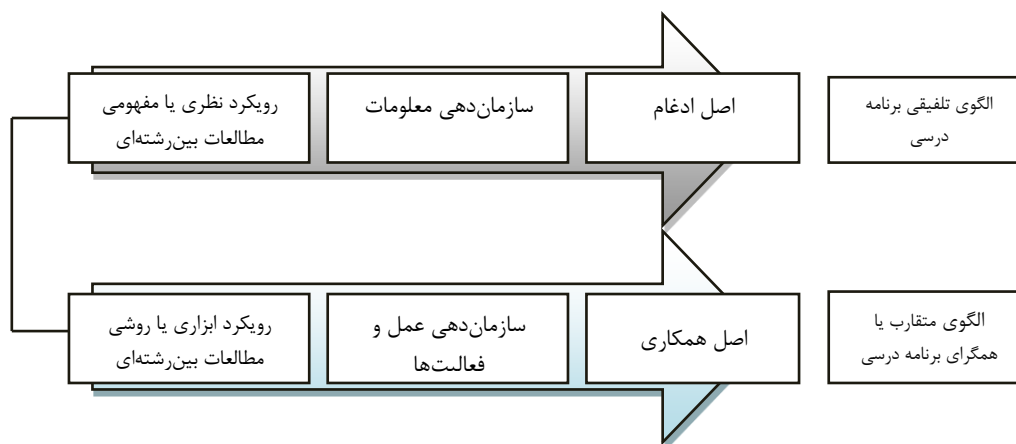 رویکرد نظری یا مفهومی
مطالعات بین‌رشته‌ای
سازمان‌دهی معلومات
اصل ادغام
الگوی تلفیقی برنامه
درسی
رویکرد ابزاری یا روشی
مطالعات بین‌رشته‌ای
سازمان‌دهی عمل و
فعالیت‌ها
اصل همکاری
الگوی متقارب یا
همگرای برنامه درسی